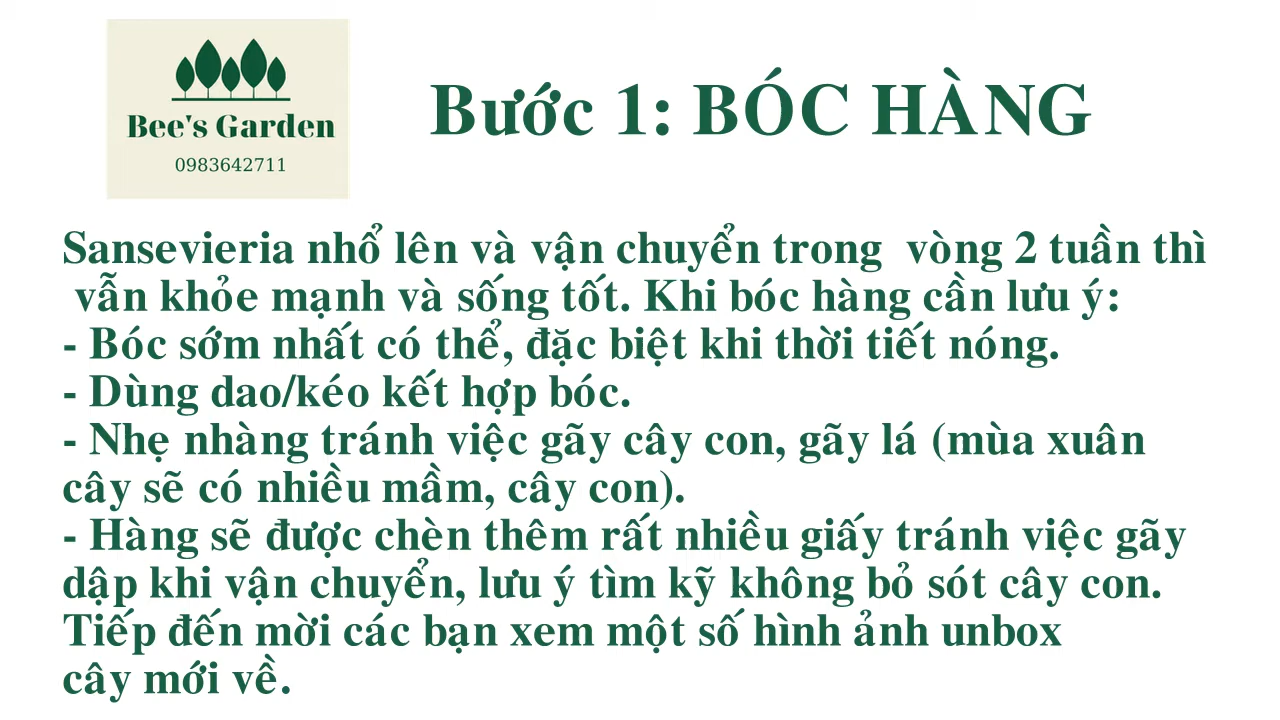 Bee's Garden
0983642711
Bước 1: BÓC HÀNG
Sansevieria nhổ lên và vận chuyển trong vòng 2 tuần thì
vẫn khỏe mạnh và sống tốt. Khi bóc hàng cần lưu ý:
- Bóc sớm nhất có thể, đặc biệt khi thời tiết nóng.
- Dùng dao/kéo kết hợp bóc.
- Nhẹ nhàng tránh việc gãy cây con, gãy lá (mùa xuân
cây sẽ có nhiều mầm, cây con).
- Hàng sẽ được chèn thêm rất nhiều giấy tránh việc gãy
dập khi vận chuyển, lưu ý tìm kỹ không bỏ sót cây con.
Tiếp đến mời các bạn xem một số hình ảnh unbox
cây mới về.